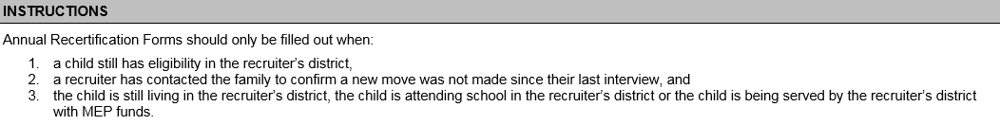 INSTRUCTIONS
Annual Recertification Forms should only be filled out when:
1. a child still has eligibility in the recruiter's district,
2. a recruiter has contacted the family to confirm a new move was not made since their last interview, and
3. the child is still living in the recruiter's district, the child is attending school in the recruiter's district or the child is being served by the recruiter's district
with MEP funds.